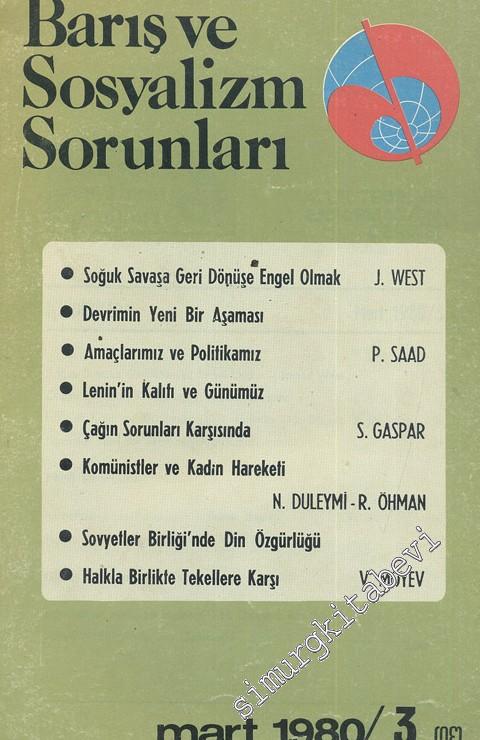 Barış ve
Sosyalizm
Sorunları
• Soğuk Savaşa Geri Dönüşe Engel Olmak J. WEST
• Devrimin Yeni Bir Aşaması
• Amaçlarımız ve Politikamız P. SAAD
• Lenin'in Kalıtı ve Günümüz
• Çağın Sorunları Karşısında S. GASPAR
• Komünistler ve Kadın Hareketi
N. DULEYMİ - R. ÖHMAN
• Sovyetler Birliği'nde Din Özgürlüğü
• Halkla Birlikte Tekellere Karşı
simurgkitabevi
mart 1980/3